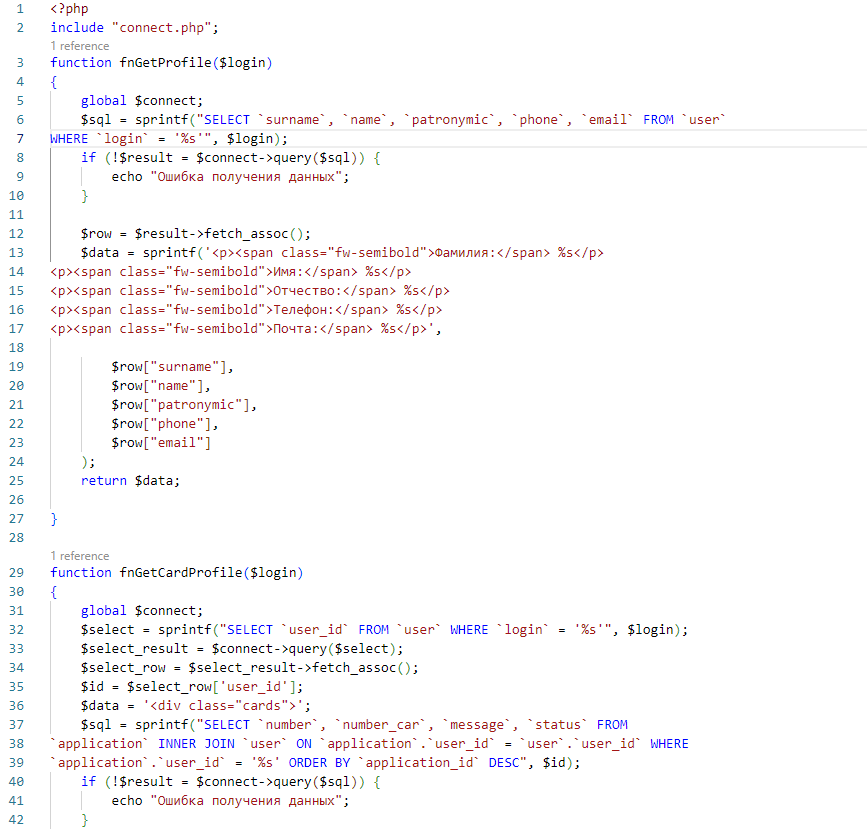 1 <?php
2 include "connect.php";
1 reference
3 function fnGetProfile($login)
4 {
5     global $connect;
6     $sql = sprintf("SELECT `surname`, `name`, `patronymic`, `phone`, `email` FROM `user`
7 WHERE `login` = '%s'", $login);
8     if (!$result = $connect->query($sql)) {
9         echo "Ошибка получения данных";
10     }
11
12     $row = $result->fetch_assoc();
13     $data = sprintf('<p><span class="fw-semibold">Фамилия:</span> %s</p>
14 <p><span class="fw-semibold">Имя:</span> %s</p>
15 <p><span class="fw-semibold">Отчество:</span> %s</p>
16 <p><span class="fw-semibold">Телефон:</span> %s</p>
17 <p><span class="fw-semibold">Почта:</span> %s</p>',
18
19         $row["surname"],
20         $row["name"],
21         $row["patronymic"],
22         $row["phone"],
23         $row["email"]
24     );
25     return $data;
26
27 }
28
1 reference
29 function fnGetCardProfile($login)
30 {
31     global $connect;
32     $select = sprintf("SELECT `user_id` FROM `user` WHERE `login` = '%s'", $login);
33     $select_result = $connect->query($select);
34     $select_row = $select_result->fetch_assoc();
35     $id = $select_row['user_id'];
36     $data = '<div class="cards">';
37     $sql = sprintf("SELECT `number`, `number_car`, `message`, `status` FROM
38 `application` INNER JOIN `user` ON `application`.`user_id` = `user`.`user_id` WHERE
39 `application`.`user_id` = '%s' ORDER BY `application_id` DESC", $id);
40     if (!$result = $connect->query($sql)) {
41         echo "Ошибка получения данных";
42     }